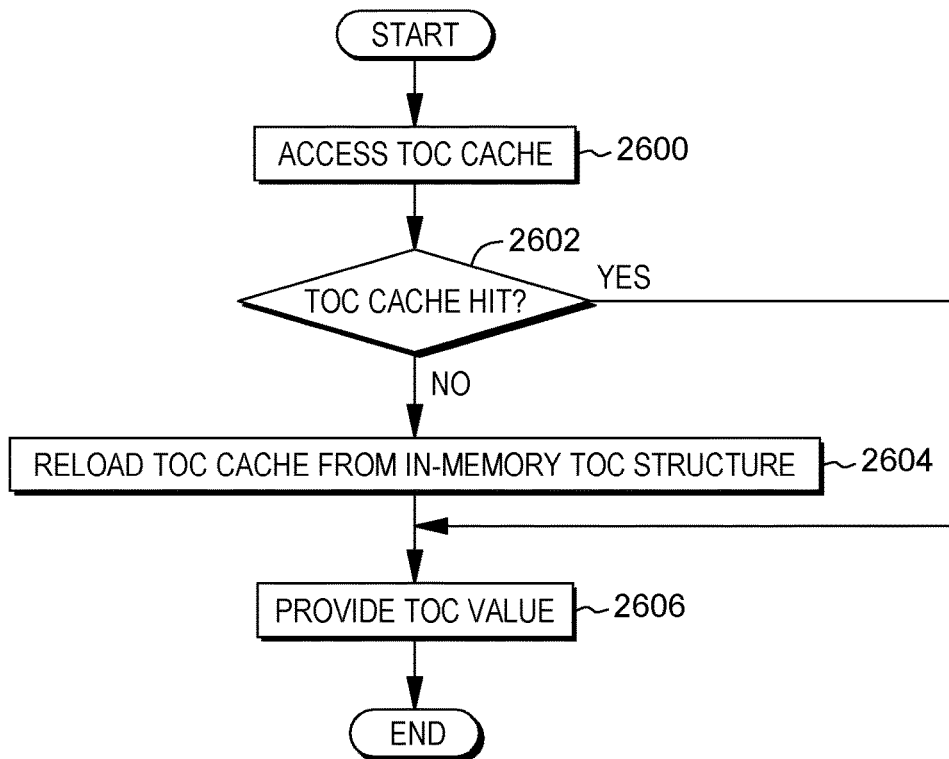 START
ACCESS TOC CACHE
2600
2602
TOC CACHE HIT?
YES
NO
RELOAD TOC CACHE FROM IN-MEMORY TOC STRUCTURE
2604
PROVIDE TOC VALUE
2606
END